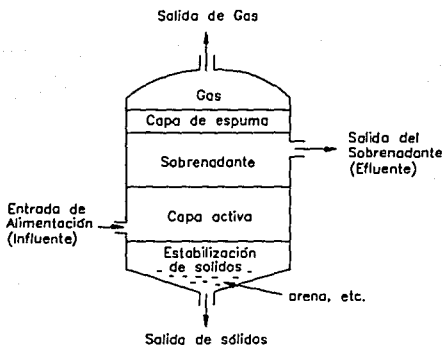 Salida de Gas
Gas
Capa de espuma
Salida del
Sobrenadante
(Efluente)
Sobrenadante
Entrada de
Alimentación
(Influente)
Capa activa
Estabilización
de solidos
arena, etc.
Salida de sólidos